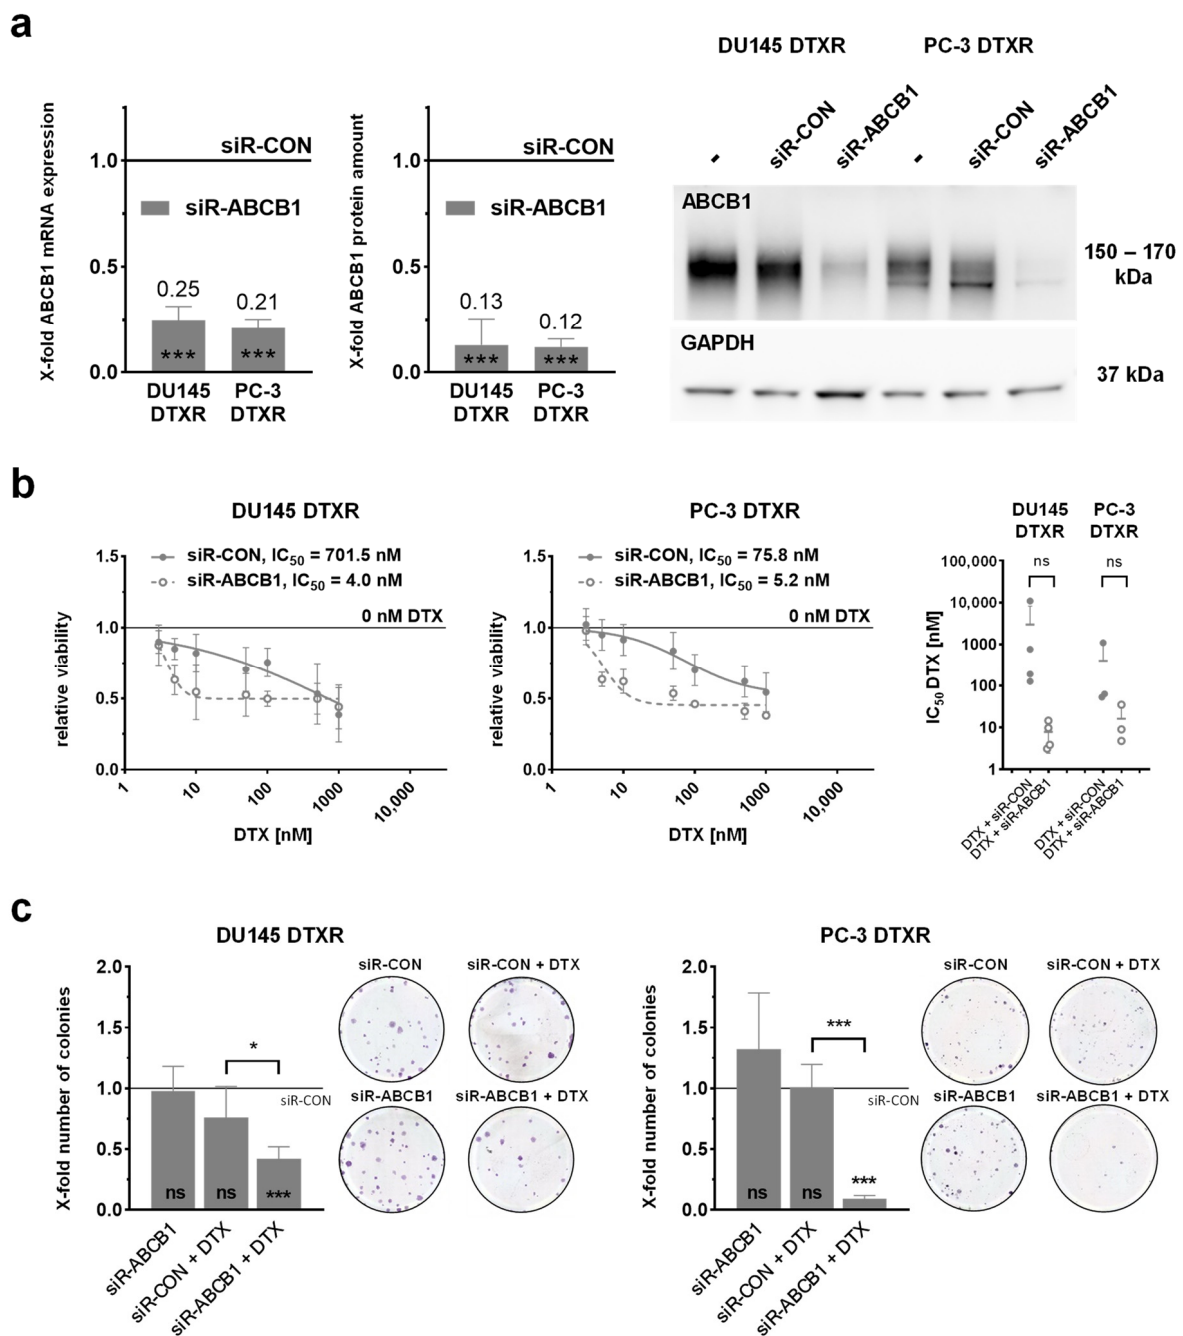 a
X-fold ABCB1 mRNA expression
1.0
0.5
0.0
siR-CON
siR-ABCB1
0.25
0.21
***
***
DU145
DTXR
PC-3
DTXR
X-fold ABCB1 protein amount
1.0
0.5
0.0
siR-CON
siR-ABCB1
0.13
0.12
***
***
DU145
DTXR
PC-3
DTXR
DU145 DTXR
PC-3 DTXR
-
siR-CON
siR-ABCB1
-
siR-CON
siR-ABCB1
ABCB1
150 – 170
kDa
GAPDH
37 kDa
b
DU145 DTXR
siR-CON, IC50 = 701.5 nM
siR-ABCB1, IC50 = 4.0 nM
0 nM DTX
relative viability
1.5
1.0
0.5
0.0
1
10
100
1000
10,000
DTX [nM]
PC-3 DTXR
siR-CON, IC50 = 75.8 nM
siR-ABCB1, IC50 = 5.2 nM
0 nM DTX
relative viability
1.5
1.0
0.5
0.0
1
10
100
1000
10,000
DTX [nM]
DU145
DTXR
PC-3
DTXR
ns
ns
IC50 DTX [nM]
100,000
10,000
1000
100
10
1
DTX + siR-CON
DTX + siR-ABCB1
DTX + siR-CON
DTX + siR-ABCB1
c
DU145 DTXR
X-fold number of colonies
2.0
1.5
1.0
0.5
0.0
*
siR-CON
ns
ns
***
siR-ABCB1
siR-CON + DTX
siR-ABCB1 + DTX
siR-CON
siR-CON + DTX
siR-ABCB1
siR-ABCB1 + DTX
PC-3 DTXR
X-fold number of colonies
2.0
1.5
1.0
0.5
0.0
***
siR-CON
ns
ns
***
siR-ABCB1
siR-CON + DTX
siR-ABCB1 + DTX
siR-CON
siR-CON + DTX
siR-ABCB1
siR-ABCB1 + DTX